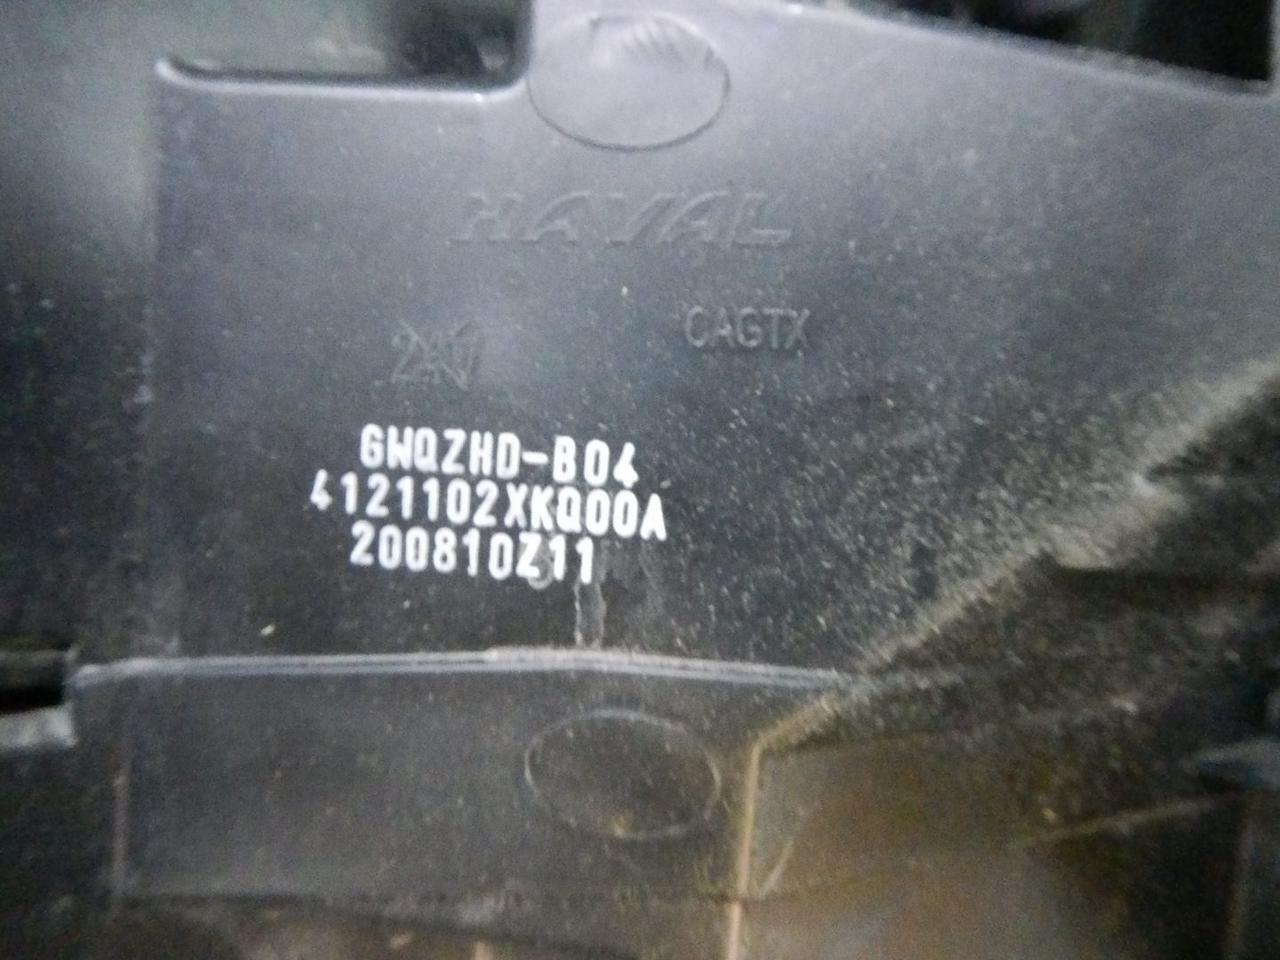 HAVAL
CAGTX
GWQZHD-B04
4121102XKQ00A
200810Z11